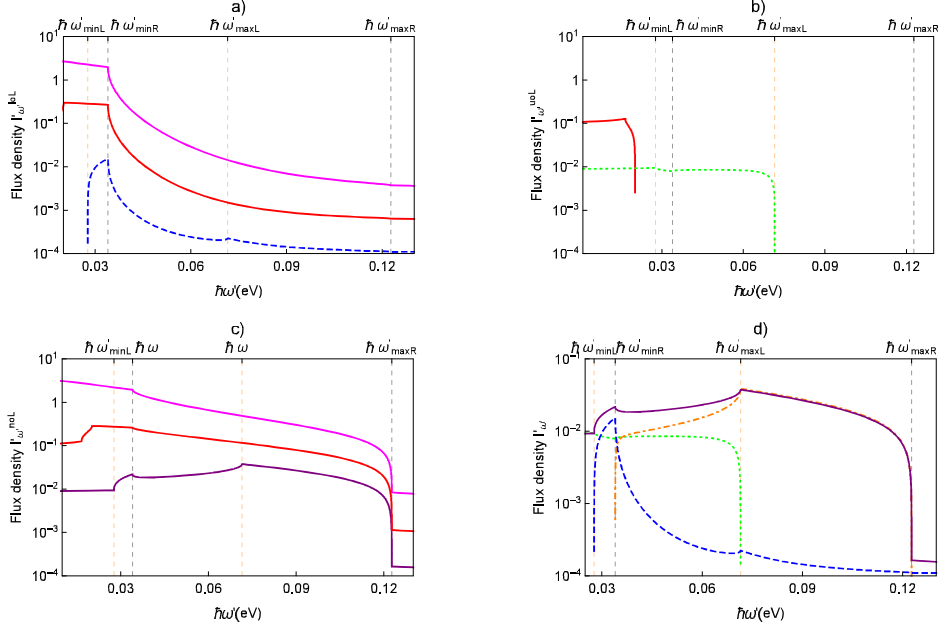 a)
ħ ω'minL ħ ω'minR ħ ω'maxL ħ ω'maxR
Flux density I'ω'^loL
10^1
1
10^-1
10^-2
10^-3
10^-4
0.03 0.06 0.09 0.12
ħω'(eV)
b)
ħ ω'minL ħ ω'minR ħ ω'maxL ħ ω'maxR
Flux density I'ω'^uoL
10^1
1
10^-1
10^-2
10^-3
10^-4
0.03 0.06 0.09 0.12
ħω'(eV)
c)
ħ ω'minL ħ ω ħ ω ħ ω'maxR
Flux density I'ω'^noL
10^1
1
10^-1
10^-2
10^-3
10^-4
0.03 0.06 0.09 0.12
ħω'(eV)
d)
ħ ω'minL ħ ω'minR ħ ω'maxL ħ ω'maxR
Flux density I'ω'
10^-1
10^-2
10^-3
10^-4
0.03 0.06 0.09 0.12
ħω'(eV)